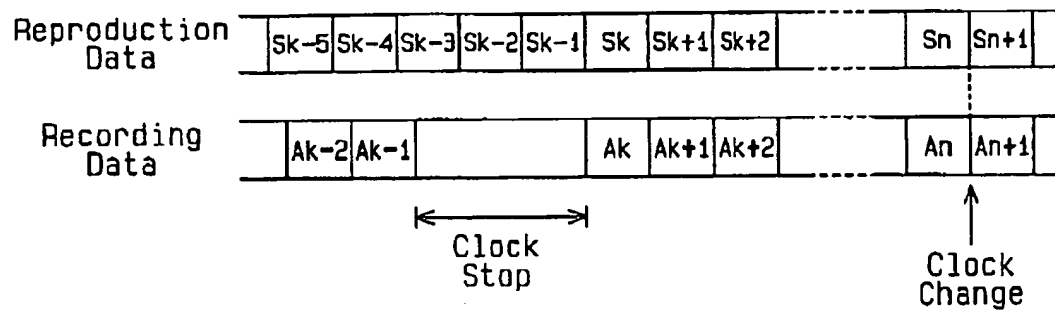 Reproduction
Data
Sk-5 Sk-4 Sk-3 Sk-2 Sk-1 Sk Sk+1 Sk+2 Sn Sn+1
Recording
Data
Ak-2 Ak-1 Ak Ak+1 Ak+2 An An+1
Clock
Stop
Clock
Change